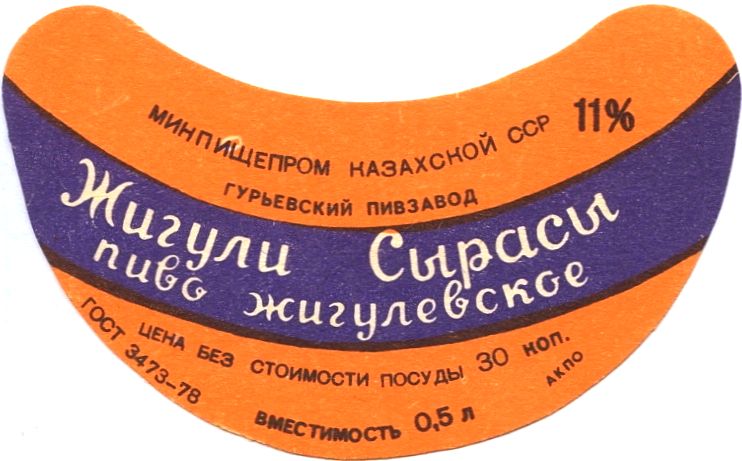 МИНПИЩЕПРОМ КАЗАХСКОЙ ССР 11%
ГУРЬЕВСКИЙ ПИВЗАВОД
Жигули Сырасы
пиво жигулевское
ЦЕНА БЕЗ СТОИМОСТИ ПОСУДЫ 30 КОП.
ГОСТ 3473-78
ВМЕСТИМОСТЬ 0,5 л
АКПО